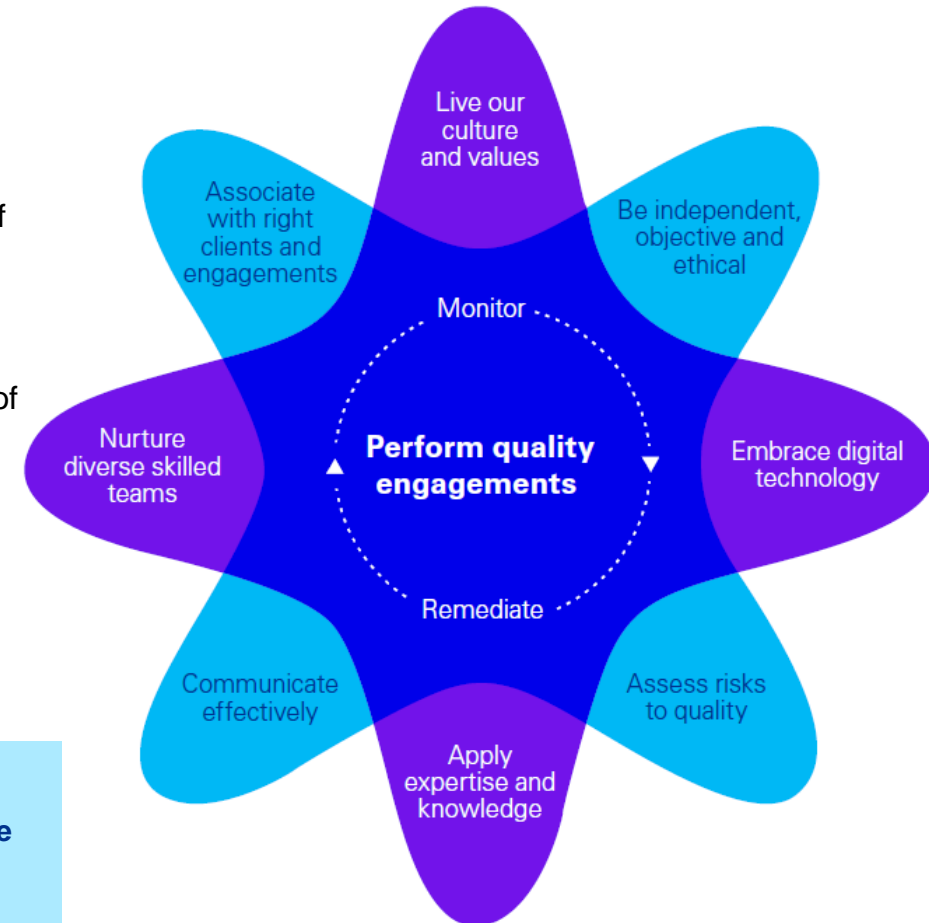 Live our
culture
and values
Be independent,
objective and
ethical
Embrace digital
technology
Assess risks
to quality
Apply
expertise and
knowledge
Communicate
effectively
Nurture
diverse skilled
teams
Associate
with right
clients and
engagements
Monitor
Perform quality
engagements
Remediate
of